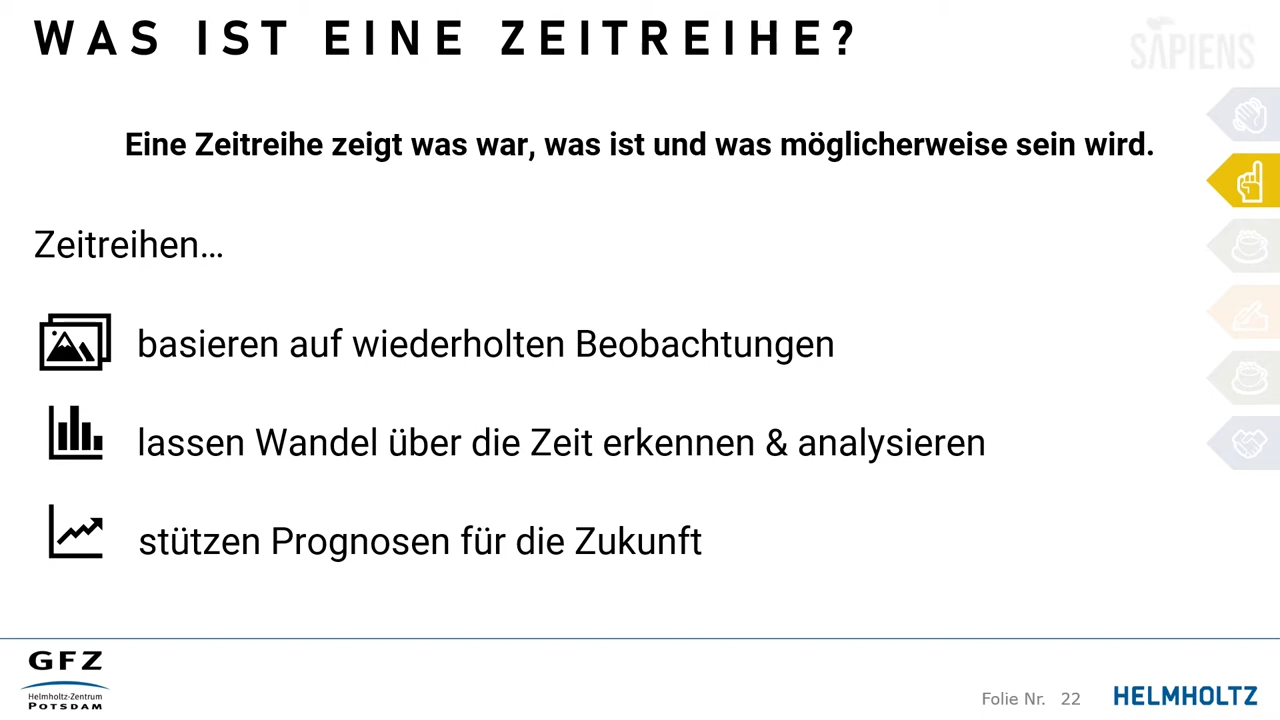 WAS IST EINE ZEITREIHE?
SAPIENS
Eine Zeitreihe zeigt was war, was ist und was möglicherweise sein wird.
Zeitreihen…
basieren auf wiederholten Beobachtungen
lassen Wandel über die Zeit erkennen & analysieren
stützen Prognosen für die Zukunft
GFZ
Helmholtz-Zentrum
POTSDAM
Folie Nr. 22
HELMHOLTZ